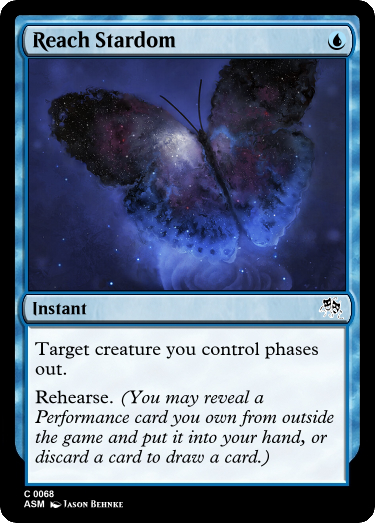 Reach Stardom
Instant
Target creature you control phases
out.
Rehearse. (You may reveal a
Performance card you own from outside
the game and put it into your hand, or
discard a card to draw a card.)
C 0068
ASM Jason Behnke